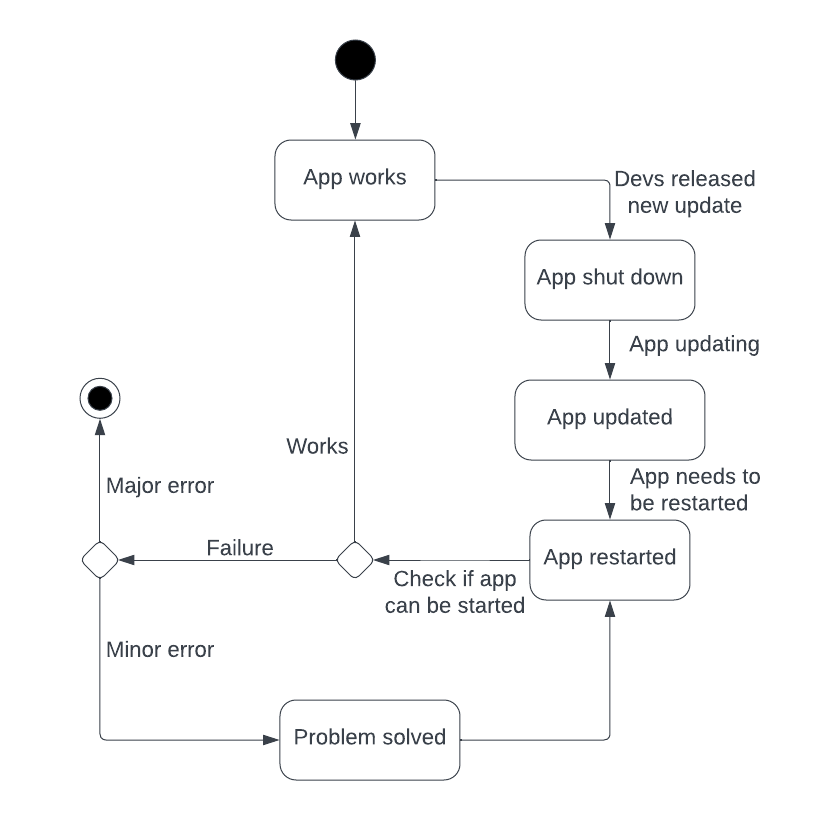 App works
Devs released
new update
App shut down
App updating
App updated
App needs to
be restarted
App restarted
Check if app
can be started
Works
Failure
Major error
Minor error
Problem solved